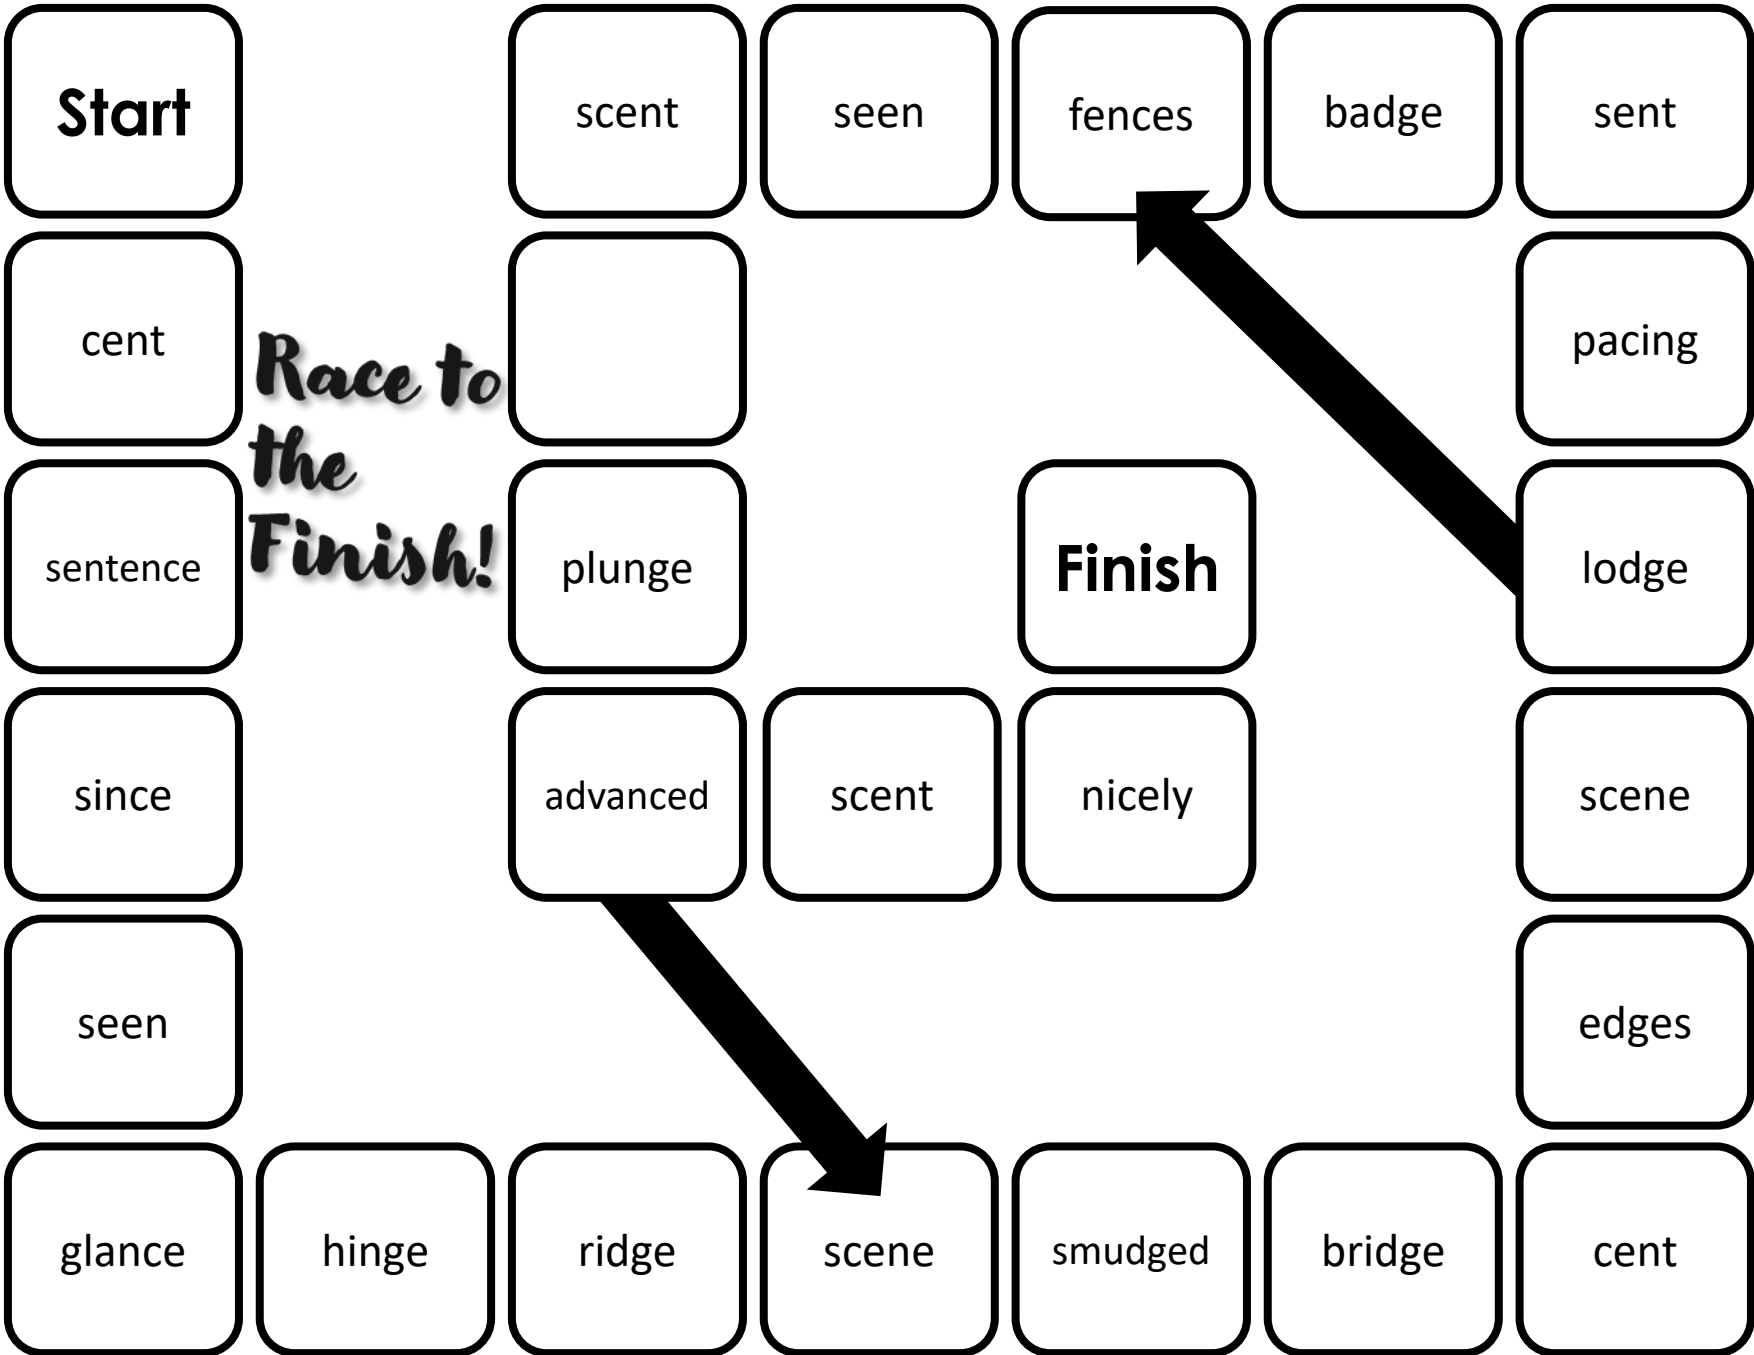 Start
scent
seen
fences
badge
sent
cent
pacing
Race to
the
Finish!
sentence
plunge
Finish
lodge
since
advanced
scent
nicely
scene
seen
edges
glance
hinge
ridge
scene
smudged
bridge
cent